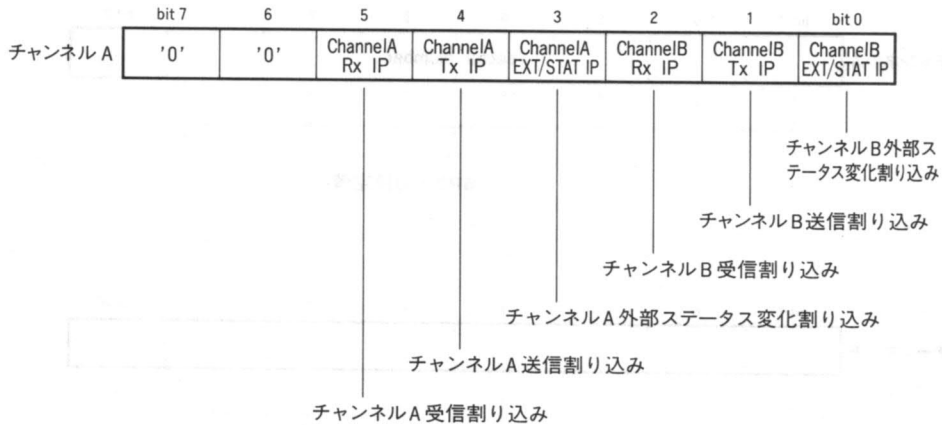 bit 7 6 5 4 3 2 1 bit 0
チャンネル A '0' '0' ChannelA ChannelA ChannelA ChannelB ChannelB ChannelB
Rx IP Tx IP EXT/STAT IP Rx IP Tx IP EXT/STAT IP
チャンネルB外部ス
テータス変化割り込み
チャンネルB送信割り込み
チャンネルB受信割り込み
チャンネルA外部ステータス変化割り込み
チャンネルA送信割り込み
チャンネルA受信割り込み